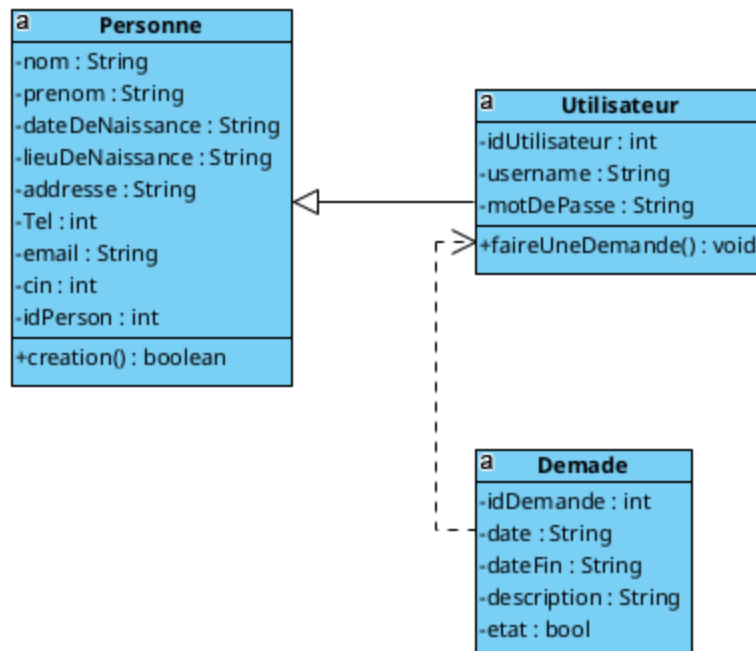 a
Personne
-nom : String
-prenom : String
-dateDeNaissance : String
-lieuDeNaissance : String
-addresse : String
-Tel : int
-email : String
-cin : int
-idPerson : int
+creation() : boolean
a
Utilisateur
-idUtilisateur : int
-username : String
-motDePasse : String
+faireUneDemande() : void
a
Demade
-idDemande : int
-date : String
-dateFin : String
-description : String
-etat : bool